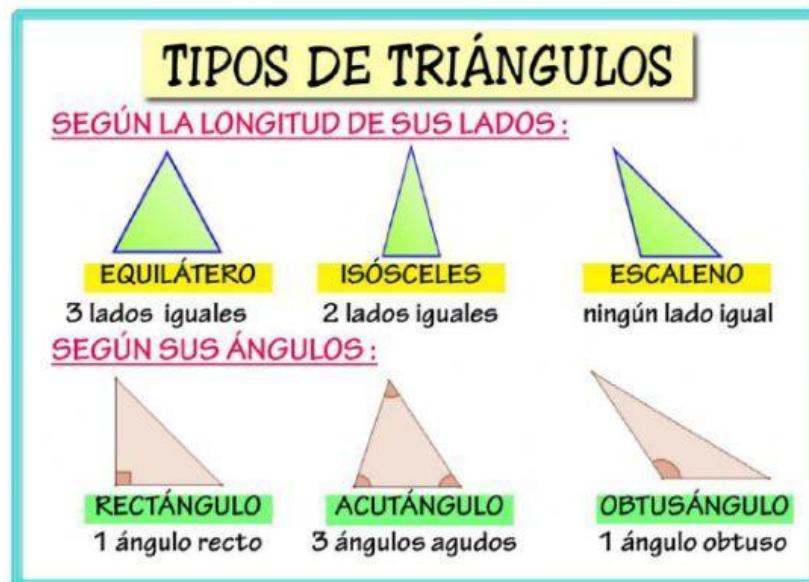 TIPOS DE TRIÁNGULOS
SEGÚN LA LONGITUD DE SUS LADOS :
EQUILÁTERO
3 lados iguales
ISÓSCELES
2 lados iguales
ESCALENO
ningún lado igual
SEGÚN SUS ÁNGULOS :
RECTÁNGULO
1 ángulo recto
ACUTÁNGULO
3 ángulos agudos
OBTUSÁNGULO
1 ángulo obtuso